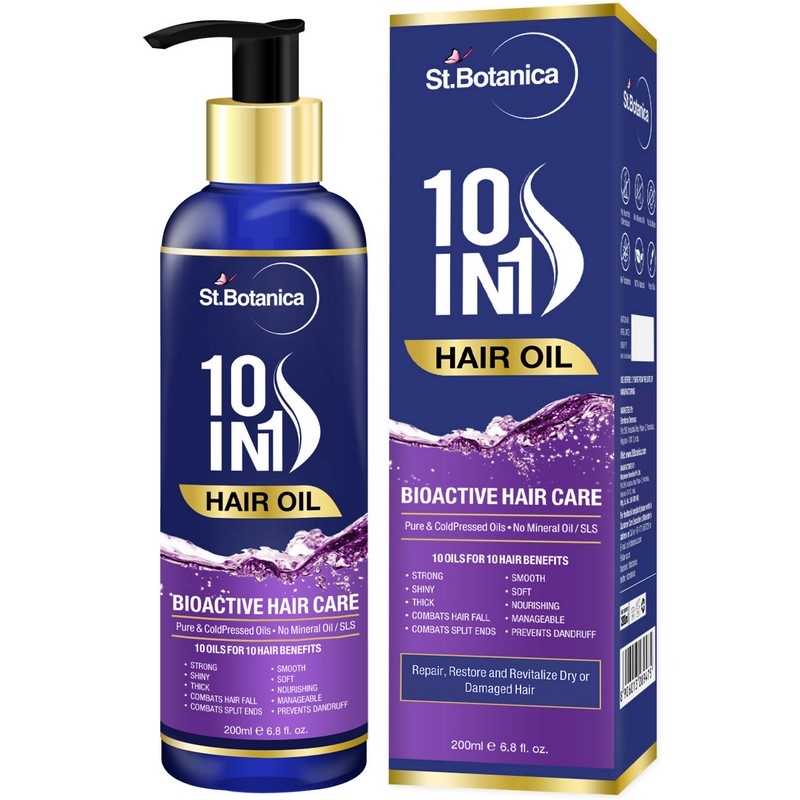 St.Botanica
10
IN1
HAIR OIL
BIOACTIVE HAIR CARE
Pure & ColdPressed Oils • No Mineral Oil / SLS
10 OILS FOR 10 HAIR BENEFITS
• STRONG
• SHINY
• THICK
• COMBATS HAIR FALL
• COMBATS SPLIT ENDS
• SMOOTH
• SOFT
• NOURISHING
• MANAGEABLE
• PREVENTS DANDRUFF
200ml e 6.8 fl. oz.
St.Botanica
10
IN1
HAIR OIL
BIOACTIVE HAIR CARE
Pure & ColdPressed Oils • No Mineral Oil / SLS
10 OILS FOR 10 HAIR BENEFITS
• STRONG
• SHINY
• THICK
• COMBATS HAIR FALL
• COMBATS SPLIT ENDS
• SMOOTH
• SOFT
• NOURISHING
• MANAGEABLE
• PREVENTS DANDRUFF
Repair, Restore and Revitalize Dry or
Damaged Hair
200ml e 6.8 fl. oz.
St.Botanica